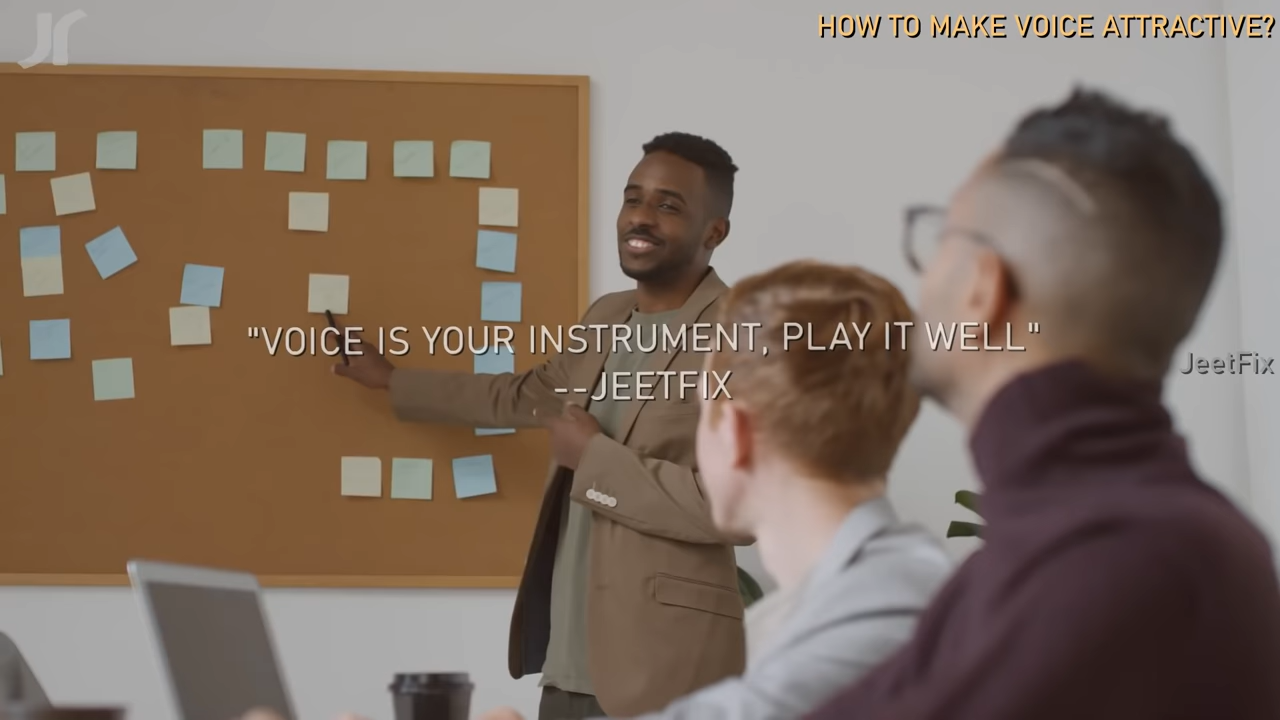 HOW TO MAKE VOICE ATTRACTIVE?
"VOICE IS YOUR INSTRUMENT, PLAY IT WELL"
--JEETFIX
JeetFix